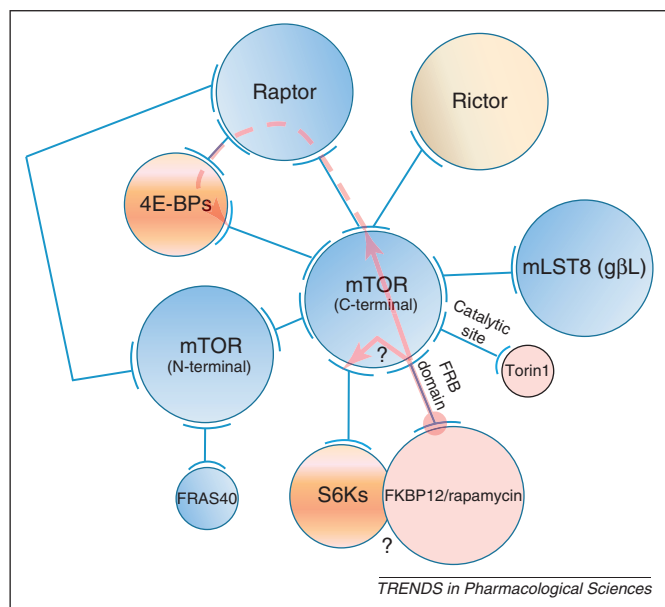 Raptor
Rictor
4E-BPs
mTOR
(C-terminal)
mLST8 (gβL)
mTOR
(N-terminal)
?
Catalytic
site
Torin1
FRB
domain
FRAS40
S6Ks
FKBP12/rapamycin
?
TRENDS in Pharmacological Sciences